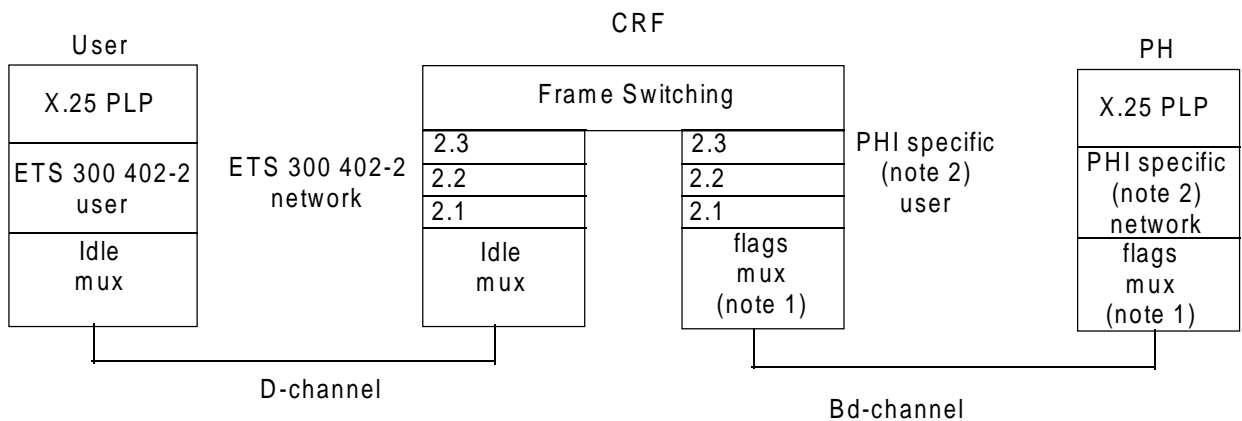 CRF
User
PH
X.25 PLP
ETS 300 402-2
user
Idle
mux
ETS 300 402-2
network
Frame Switching
2.3
2.2
2.1
Idle
mux
2.3
2.2
2.1
flags
mux
(note 1)
PHI specific
(note 2)
user
X.25 PLP
PHI specific
(note 2)
network
flags
mux
(note 1)
D-channel
Bd-channel